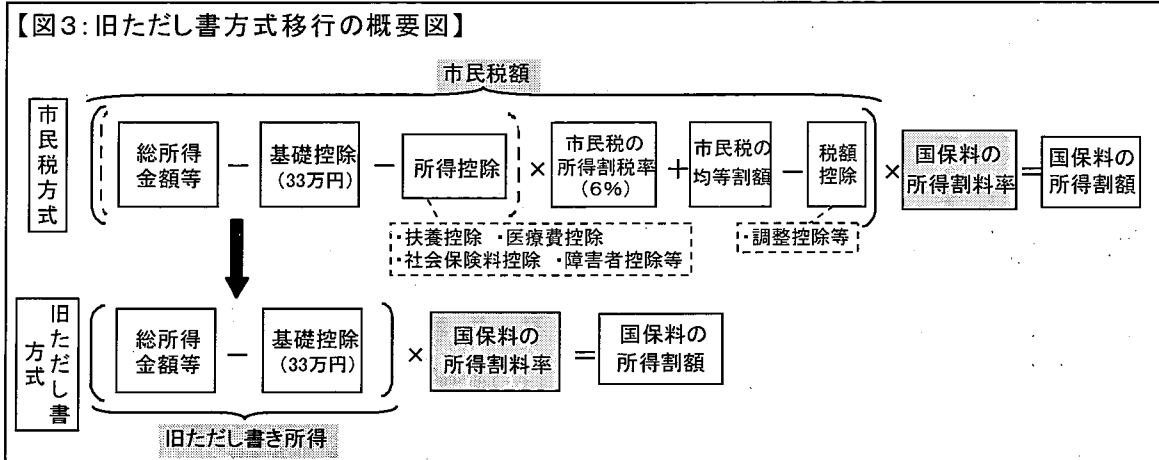 【図3:旧ただし書方式移行の概要図】
市民税額
市民税方式
総所得
金額等
－
基礎控除
(33万円)
－
所得控除
×
市民税の
所得割税率
(6%)
＋
市民税の
均等割額
－
税額
控除
×
国保料の
所得割料率
＝
国保料の
所得割額
・扶養控除 ・医療費控除
・社会保険料控除 ・障害者控除等
・調整控除等
旧ただし書
方式
総所得
金額等
－
基礎控除
(33万円)
×
国保料の
所得割料率
＝
国保料の
所得割額
旧ただし書き所得